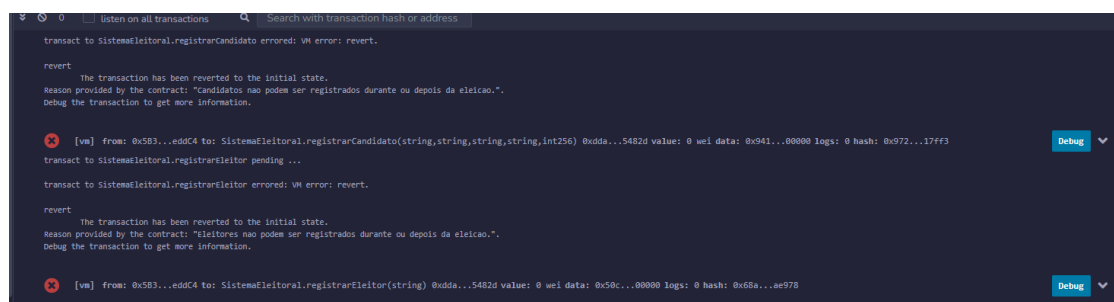 0 listen on all transactions Search with transaction hash or address
transact to SistemaEleitoral.registrarCandidato errored: VM error: revert.
revert
The transaction has been reverted to the initial state.
Reason provided by the contract: "Candidatos nao podem ser registrados durante ou depois da eleicao.".
Debug the transaction to get more information.
[vm] from: 0x5B3...eddC4 to: SistemaEleitoral.registrarCandidato(string,string,string,string,int256) 0xdda...5482d value: 0 wei data: 0x941...00000 logs: 0 hash: 0x972...17ff3 Debug
transact to SistemaEleitoral.registrarEleitor pending ...
transact to SistemaEleitoral.registrarEleitor errored: VM error: revert.
revert
The transaction has been reverted to the initial state.
Reason provided by the contract: "Eleitores nao podem ser registrados durante ou depois da eleicao.".
Debug the transaction to get more information.
[vm] from: 0x5B3...eddC4 to: SistemaEleitoral.registrarEleitor(string) 0xdda...5482d value: 0 wei data: 0x50c...00000 logs: 0 hash: 0x68a...ae978 Debug